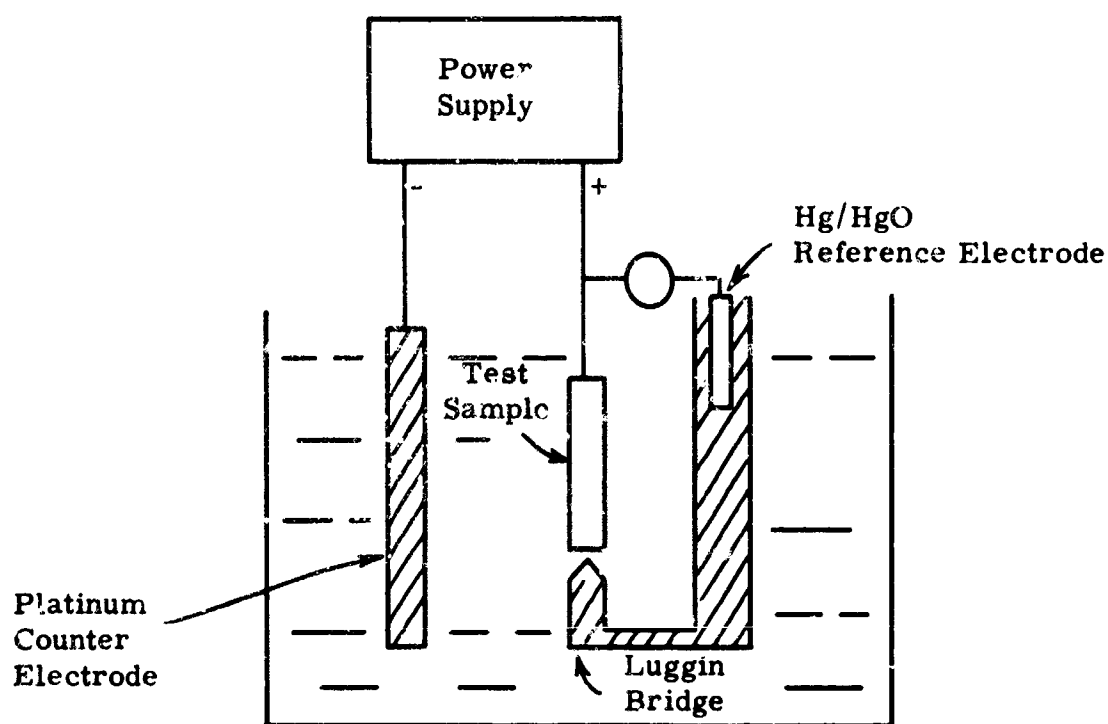 Power
Supply
-
+
Hg/HgO
Reference Electrode
Test
Sample
Platinum
Counter
Electrode
Luggin
Bridge